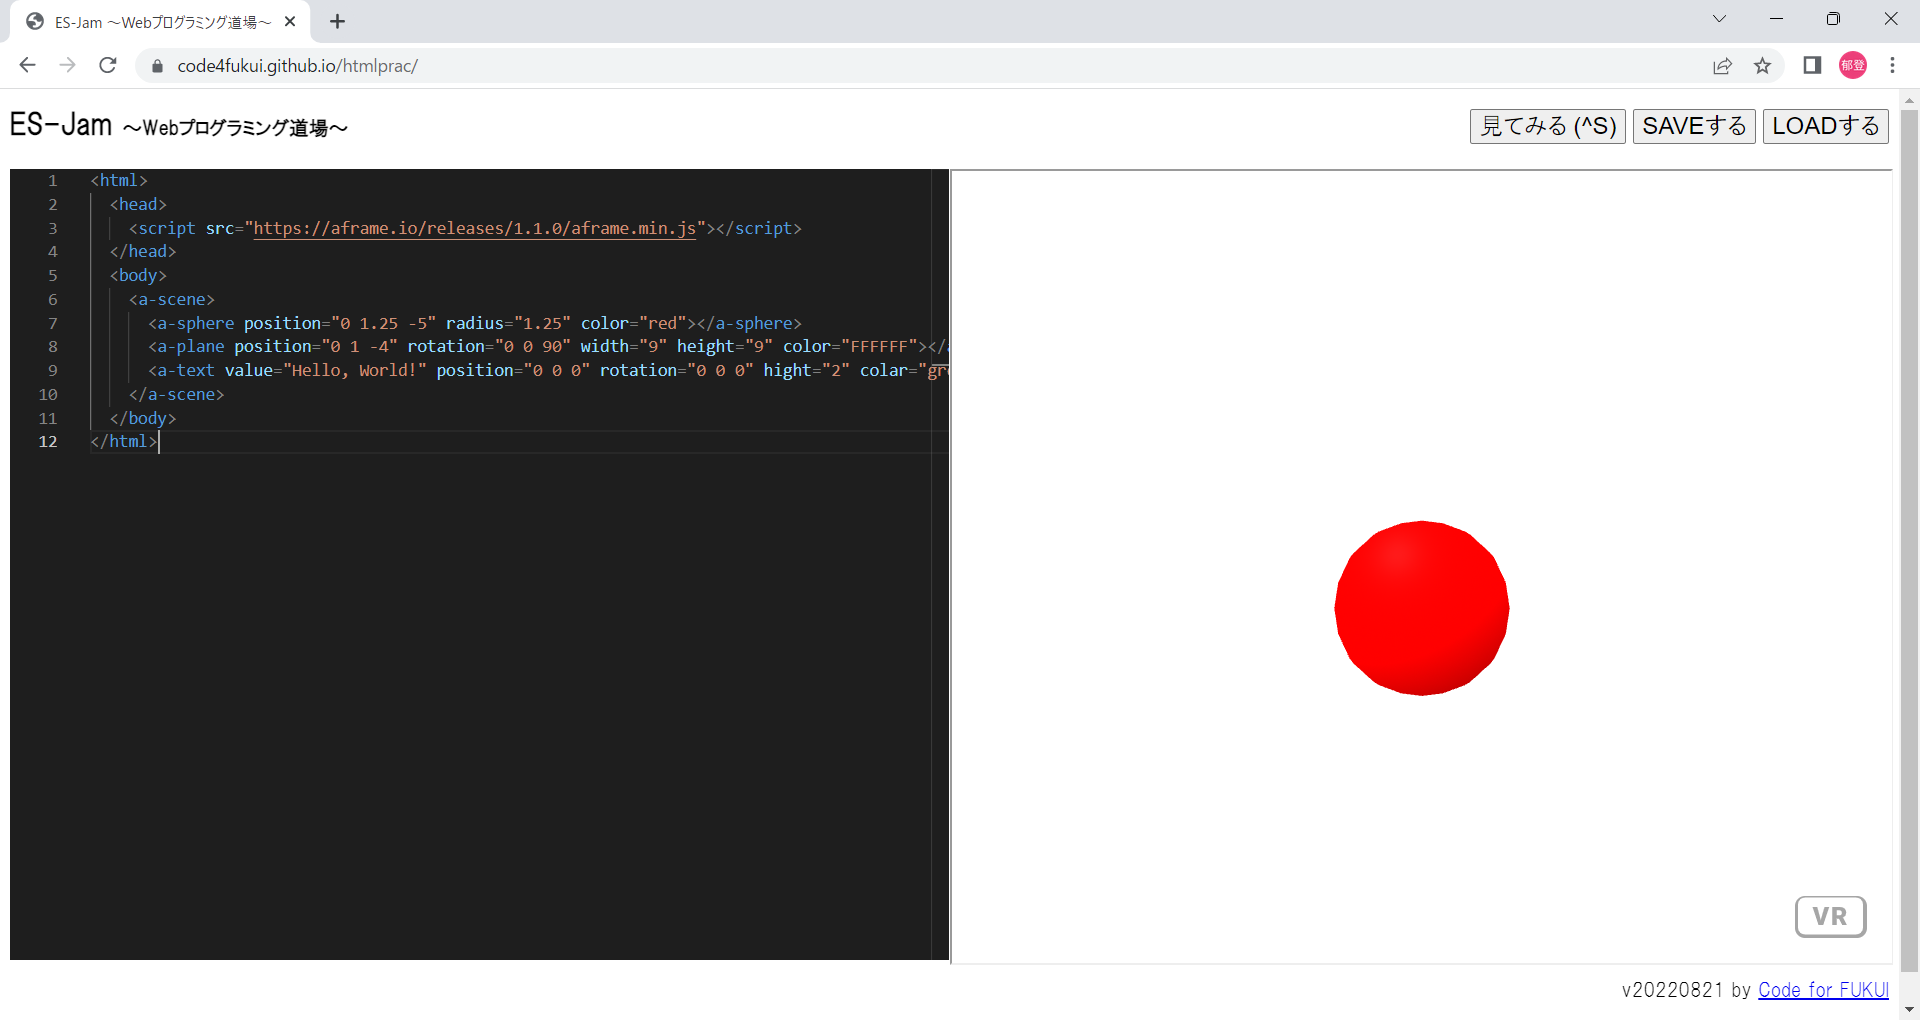 ES-Jam ～Webプログラミング道場～
code4fukui.github.io/htmlprac/
郁登
ES-Jam ～Webプログラミング道場～
見てみる (^S) SAVEする LOADする
1 <html>
2 <head>
3 <script src="https://aframe.io/releases/1.1.0/aframe.min.js"></script>
4 </head>
5 <body>
6 <a-scene>
7 <a-sphere position="0 1.25 -5" radius="1.25" color="red"></a-sphere>
8 <a-plane position="0 1 -4" rotation="0 0 90" width="9" height="9" color="FFFFFF"></a
9 <a-text value="Hello, World!" position="0 0 0" rotation="0 0 0" hight="2" colar="gr
10 </a-scene>
11 </body>
12 </html>
VR
v20220821 by Code for FUKUI